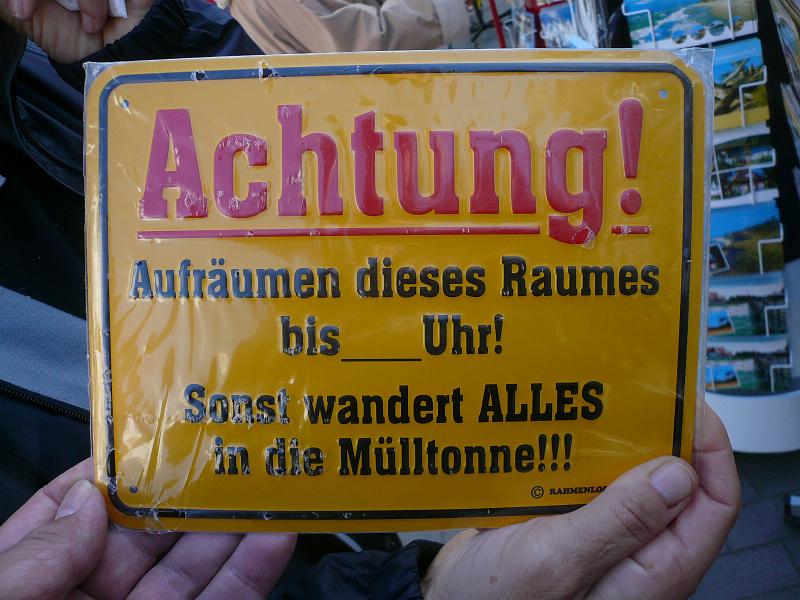 Achtung!
Aufräumen dieses Raumes
bis____Uhr!
Sonst wandert ALLES
in die Mülltonne!!!
©